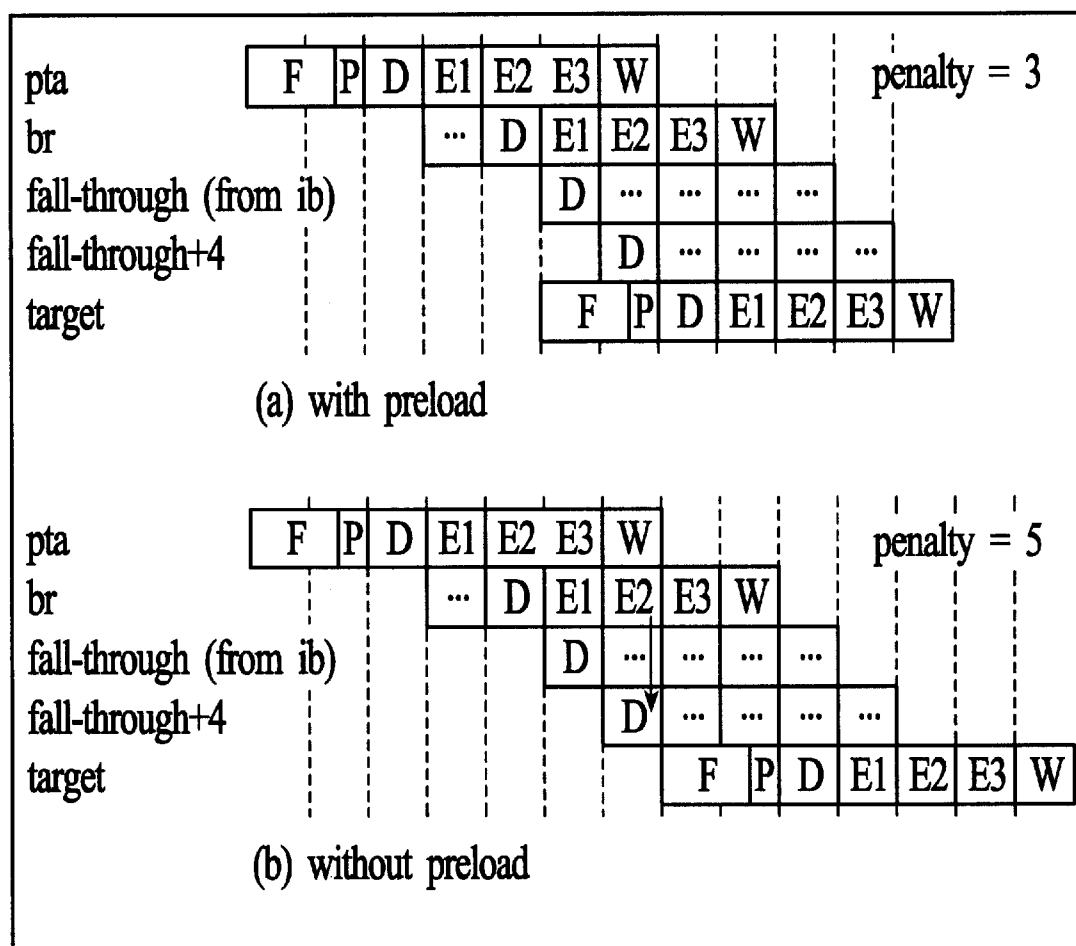 pta F P D E1 E2 E3 W penalty = 3
br ... D E1 E2 E3 W
fall-through (from ib) D ... ... ... ...
fall-through+4 D ... ... ... ...
target F P D E1 E2 E3 W
(a) with preload
pta F P D E1 E2 E3 W penalty = 5
br ... D E1 E2 E3 W
fall-through (from ib) D ... ... ... ...
fall-through+4 D ... ... ... ...
target F P D E1 E2 E3 W
(b) without preload